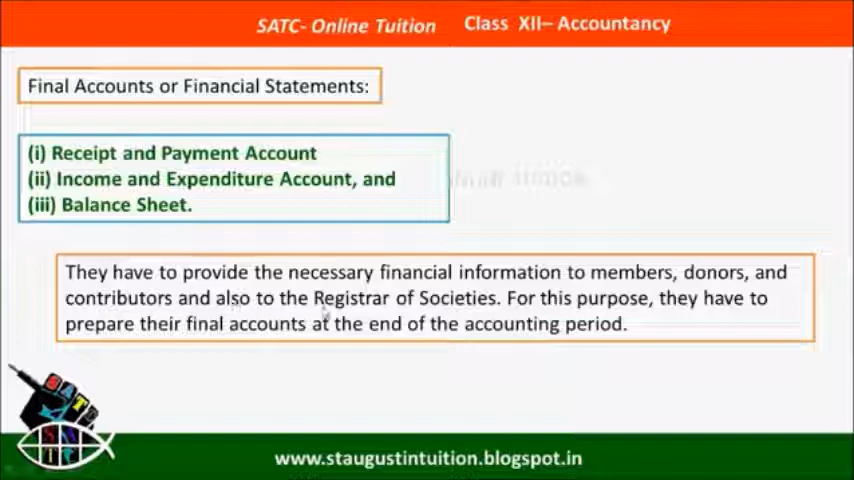 SATC- Online Tuition Class XII– Accountancy
Final Accounts or Financial Statements:
(i) Receipt and Payment Account
(ii) Income and Expenditure Account, and
(iii) Balance Sheet.
They have to provide the necessary financial information to members, donors, and
contributors and also to the Registrar of Societies. For this purpose, they have to
prepare their final accounts at the end of the accounting period.
SATC
www.staugustintuition.blogspot.in